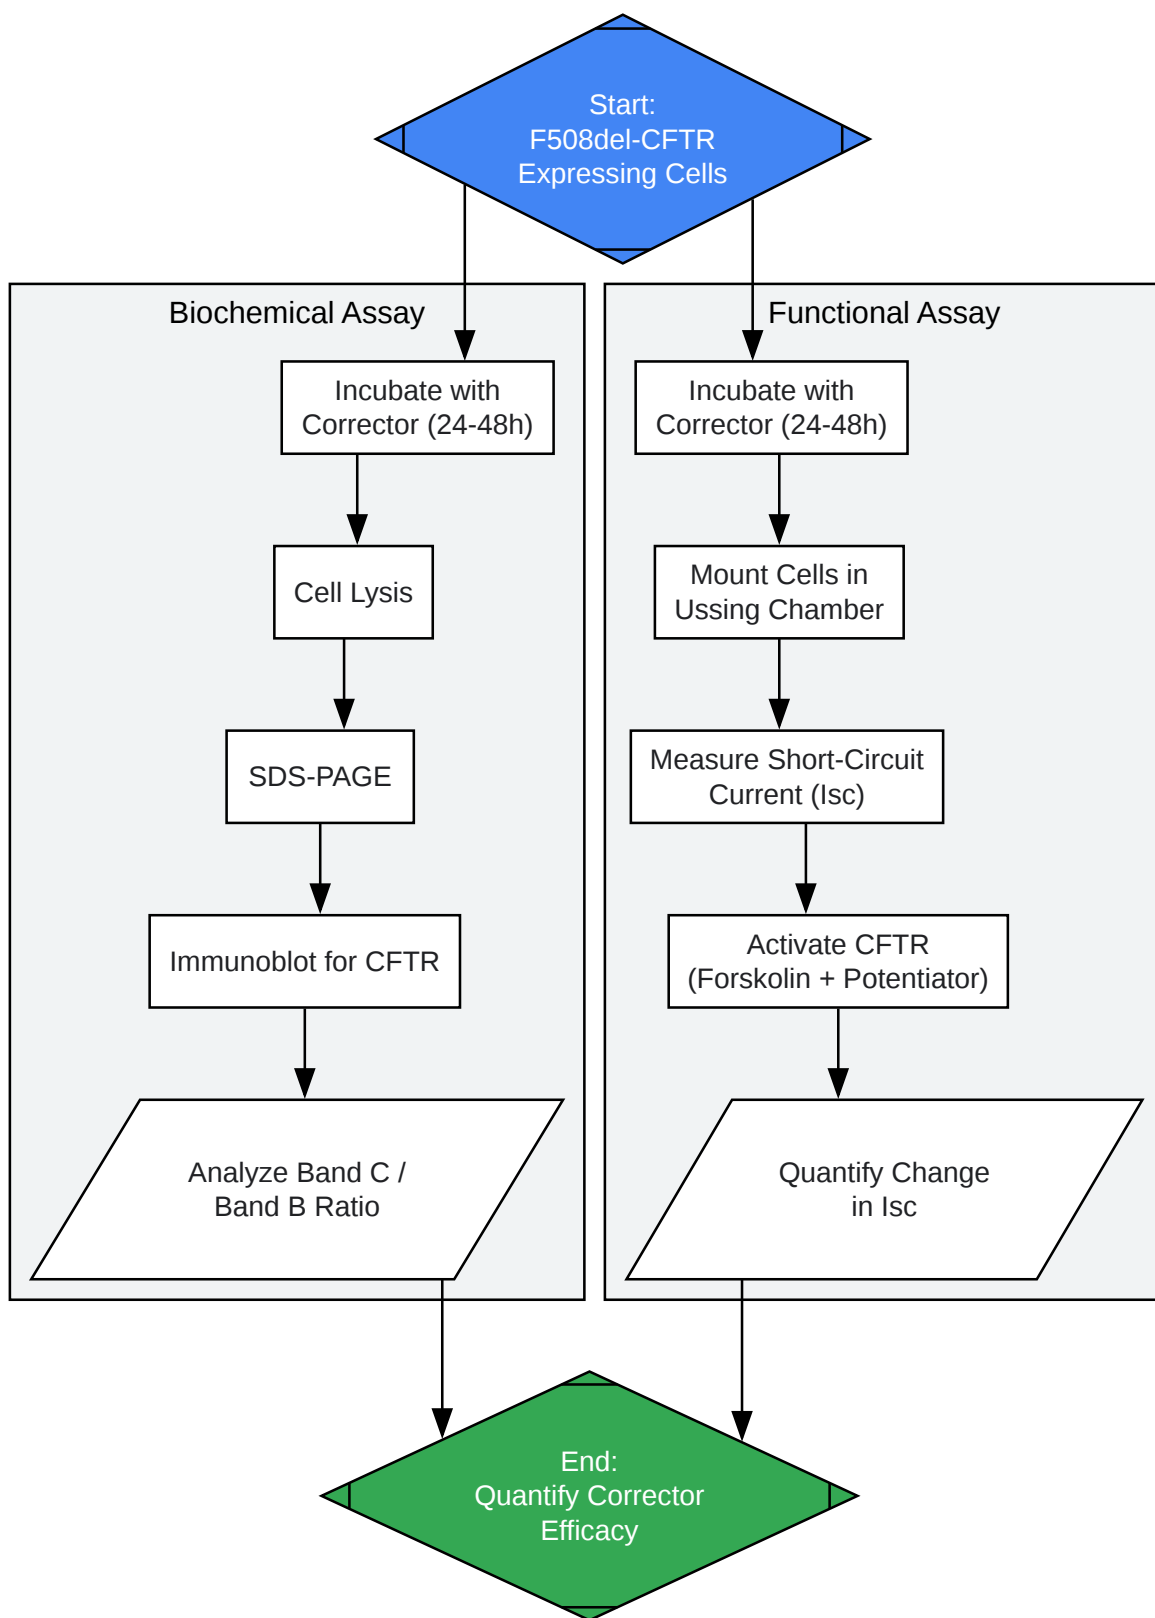 Start:
F508del-CFTR
Expressing Cells
Biochemical Assay
Incubate with
Corrector (24-48h)
Cell Lysis
SDS-PAGE
Immunoblot for CFTR
Analyze Band C /
Band B Ratio
Functional Assay
Incubate with
Corrector (24-48h)
Mount Cells in
Ussing Chamber
Measure Short-Circuit
Current (Isc)
Activate CFTR
(Forskolin + Potentiator)
Quantify Change
in Isc
End:
Quantify Corrector
Efficacy